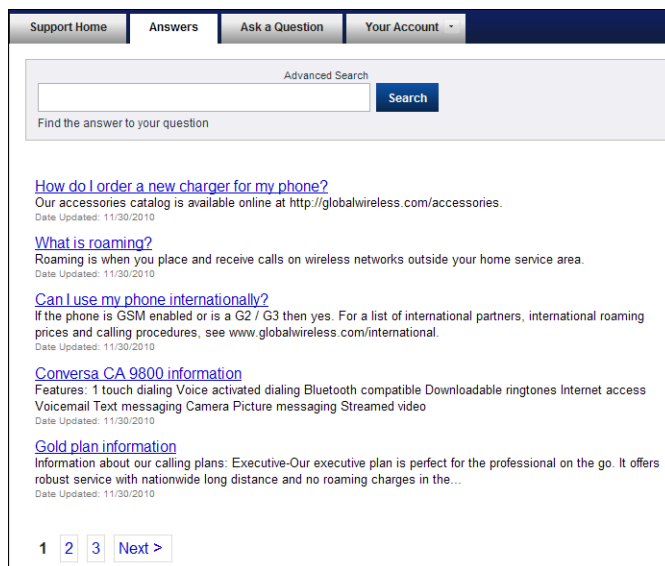 Support Home Answers Ask a Question Your Account
Advanced Search
Search
Find the answer to your question
How do I order a new charger for my phone?
Our accessories catalog is available online at http://globalwireless.com/accessories.
Date Updated: 11/30/2010
What is roaming?
Roaming is when you place and receive calls on wireless networks outside your home service area.
Date Updated: 11/30/2010
Can I use my phone internationally?
If the phone is GSM enabled or is a G2 / G3 then yes. For a list of international partners, international roaming
prices and calling procedures, see www.globalwireless.com/international.
Date Updated: 11/30/2010
Conversa CA 9800 information
Features: 1 touch dialing Voice activated dialing Bluetooth compatible Downloadable ringtones Internet access
Voicemail Text messaging Camera Picture messaging Streamed video
Date Updated: 11/30/2010
Gold plan information
Information about our calling plans: Executive-Our executive plan is perfect for the professional on the go. It offers
robust service with nationwide long distance and no roaming charges in the...
Date Updated: 11/30/2010
1 2 3 Next >